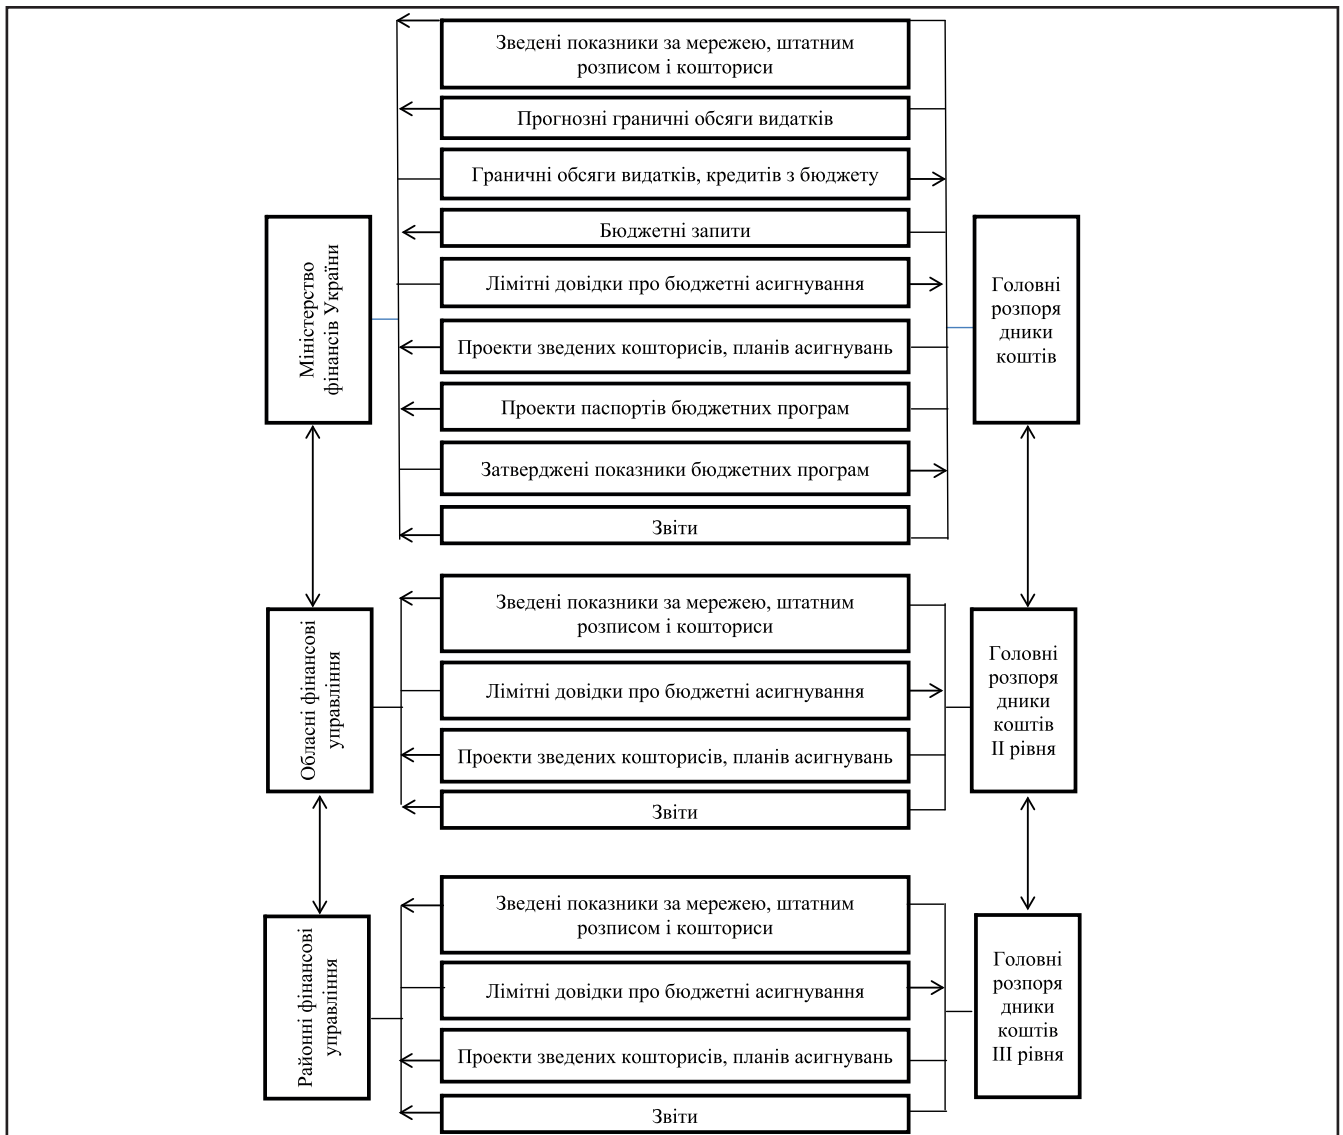 Зведені показники за мережею, штатним
розписом і кошториси
Прогнозні граничні обсяги видатків
Граничні обсяги видатків, кредитів з бюджету
Бюджетні запити
Лімітні довідки про бюджетні асигнування
Проекти зведених кошторисів, планів асигнувань
Проекти паспортів бюджетних програм
Затверджені показники бюджетних програм
Звіти
Міністерство
фінансів України
Головні
розпоря
дники
коштів
Зведені показники за мережею, штатним
розписом і кошториси
Лімітні довідки про бюджетні асигнування
Проекти зведених кошторисів, планів асигнувань
Звіти
Обласні фінансові
управління
Головні
розпоря
дники
коштів
ІІ рівня
Зведені показники за мережею, штатним
розписом і кошториси
Лімітні довідки про бюджетні асигнування
Проекти зведених кошторисів, планів асигнувань
Звіти
Районні фінансові
управління
Головні
розпоря
дники
коштів
ІІІ рівня